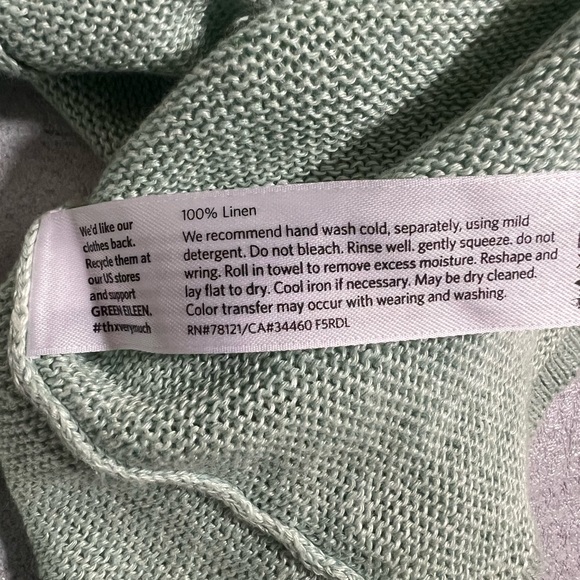 We'd like our
clothes back.
Recycle them at
our US stores
and support
GREEN EILEEN.
#thxverymuch
100% Linen
We recommend hand wash cold, separately, using mild
detergent. Do not bleach. Rinse well. gently squeeze. do not
wring. Roll in towel to remove excess moisture. Reshape and
lay flat to dry. Cool iron if necessary. May be dry cleaned.
Color transfer may occur with wearing and washing.
RN#78121/CA#34460 F5RDL